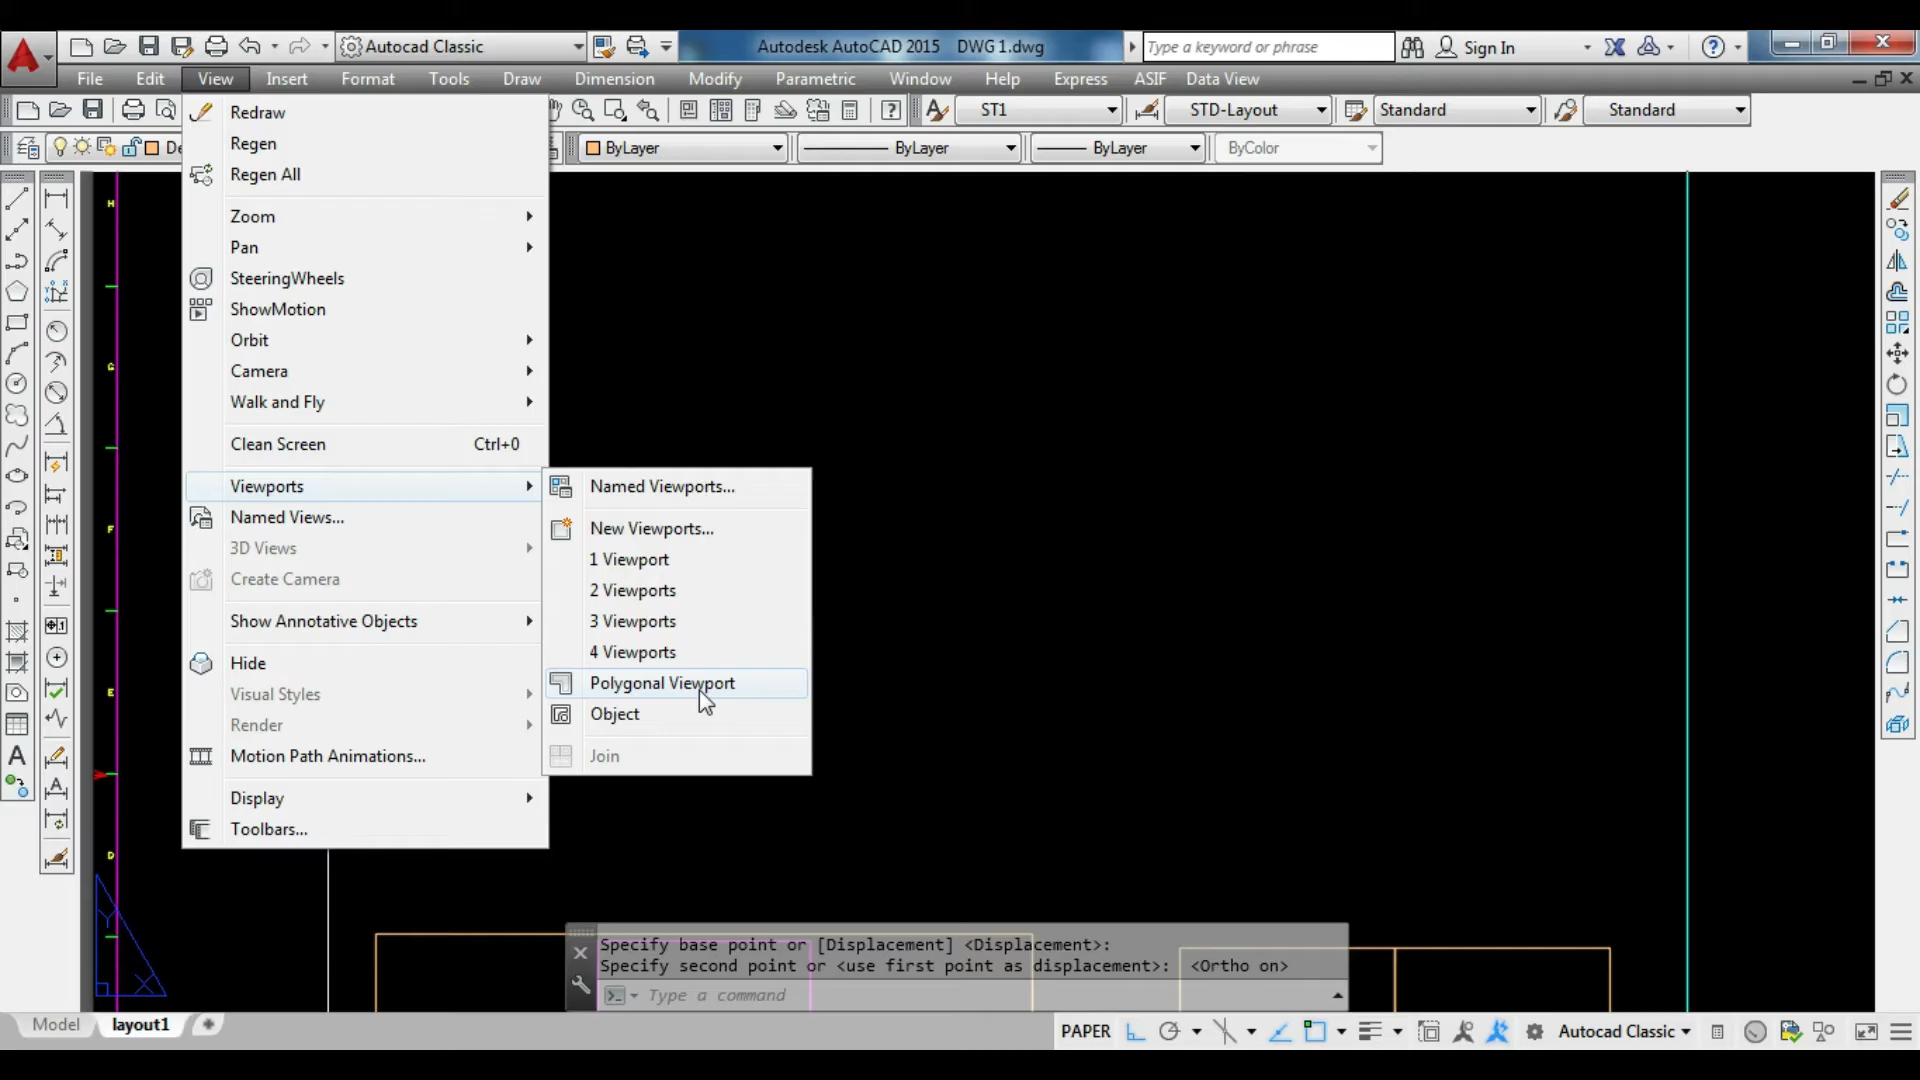 Autocad Classic
Autodesk AutoCAD 2015 DWG 1.dwg
Type a keyword or phrase
Sign In
File Edit View Insert Format Tools Draw Dimension Modify Parametric Window Help Express ASIF Data View
ST1 STD-Layout Standard Standard
ByLayer ByLayer ByLayer ByColor
Redraw
Regen
Regen All
Zoom
Pan
SteeringWheels
ShowMotion
Orbit
Camera
Walk and Fly
Clean Screen Ctrl+0
Viewports
Named Views...
3D Views
Create Camera
Show Annotative Objects
Hide
Visual Styles
Render
Motion Path Animations...
Display
Toolbars...
Named Viewports...
New Viewports...
1 Viewport
2 Viewports
3 Viewports
4 Viewports
Polygonal Viewport
Object
Join
H
G
F
E
D
Y
X
Specify base point or [Displacement] <Displacement>:
Specify second point or <use first point as displacement>: <Ortho on>
Type a command
Model layout1
PAPER
Autocad Classic